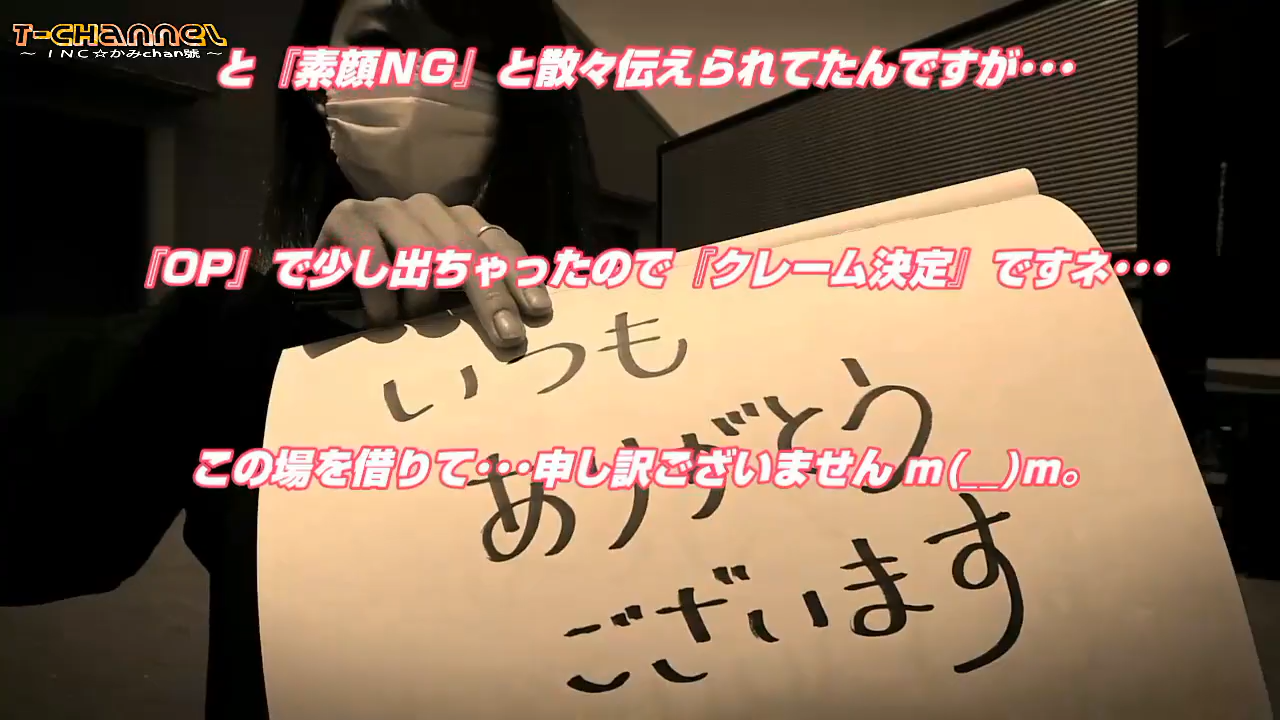 T-CHanneL
～ INC☆かみchan號 ～
と『素顔NG』と散々伝えられてたんですが･･･
『OP』で少し出ちゃったので『クレーム決定』ですネ･･･
この場を借りて･･･申し訳ございませんm(__)m。
いつも
ありがとう
ございます